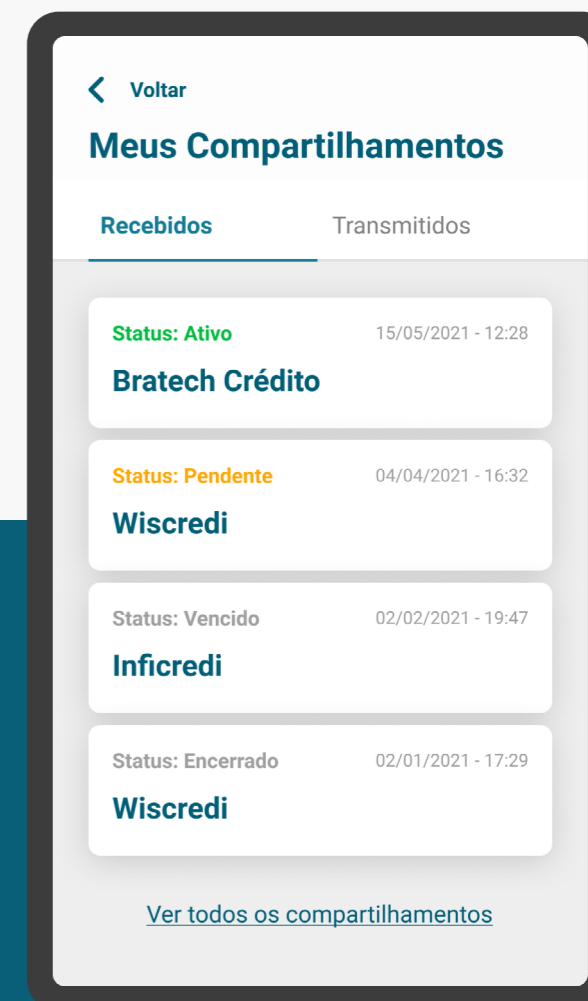 Voltar
Meus Compartilhamentos
Recebidos Transmitidos
Status: Ativo 15/05/2021 - 12:28
Bratech Crédito
Status: Pendente 04/04/2021 - 16:32
Wiscredi
Status: Vencido 02/02/2021 - 19:47
Inficredi
Status: Encerrado 02/01/2021 - 17:29
Wiscredi
Ver todos os compartilhamentos